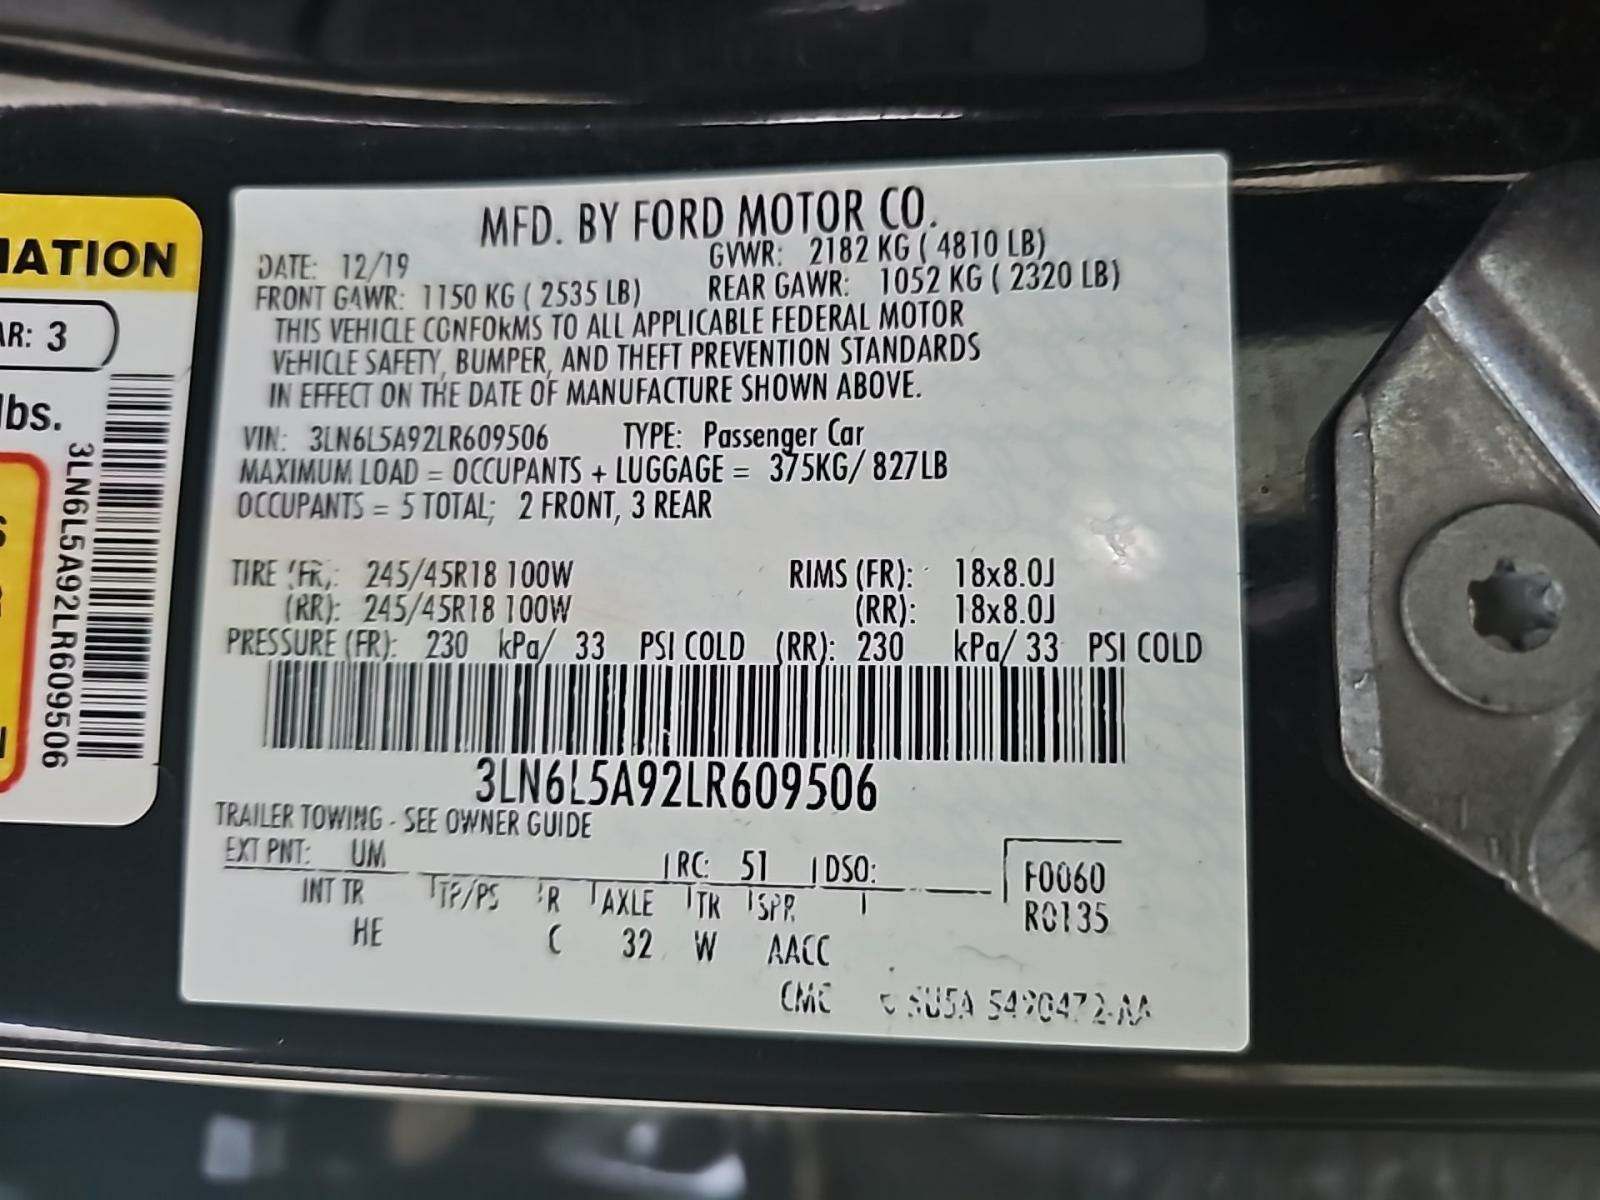 MATION
AR: 3
lbs.
3LN6L5A92LR609506
MFD. BY FORD MOTOR CO.
DATE: 12/19 GVWR: 2182 KG ( 4810 LB)
FRONT GAWR: 1150 KG ( 2535 LB) REAR GAWR: 1052 KG ( 2320 LB)
THIS VEHICLE CONFORMS TO ALL APPLICABLE FEDERAL MOTOR
VEHICLE SAFETY, BUMPER, AND THEFT PREVENTION STANDARDS
IN EFFECT ON THE DATE OF MANUFACTURE SHOWN ABOVE.
VIN: 3LN6L5A92LR609506 TYPE: Passenger Car
MAXIMUM LOAD = OCCUPANTS + LUGGAGE = 375KG/ 827LB
OCCUPANTS = 5 TOTAL; 2 FRONT, 3 REAR
TIRE (FR): 245/45R18 100W RIMS (FR): 18x8.0J
(RR): 245/45R18 100W (RR): 18x8.0J
PRESSURE (FR): 230 kPa/ 33 PSI COLD (RR): 230 kPa/ 33 PSI COLD
3LN6L5A92LR609506
TRAILER TOWING - SEE OWNER GUIDE
EXT PNT: UM RC: 51 DSO: F0060
INT TR TP/PS R AXLE TR SPR R0135
HE C 32 W AACC
CMC